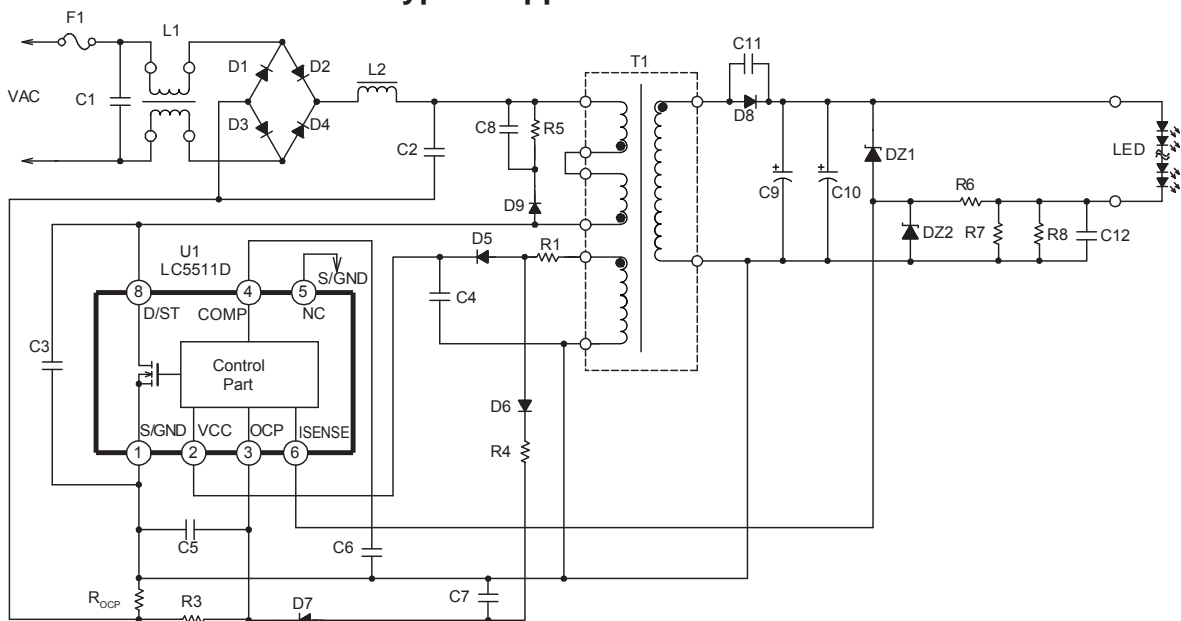 F1
L1
VAC
C1
D1
D2
D3
D4
L2
C2
C8
R5
D9
T1
C11
D8
C9
C10
DZ1
LED
R6
DZ2
R7
R8
C12
U1
LC5511D
S/GND
D5
R1
C4
8
4
5
D/ST
COMP
NC
C3
Control
Part
D6
R4
S/GND
VCC
OCP
ISENSE
1
2
3
6
C5
C6
C7
ROCP
R3
D7